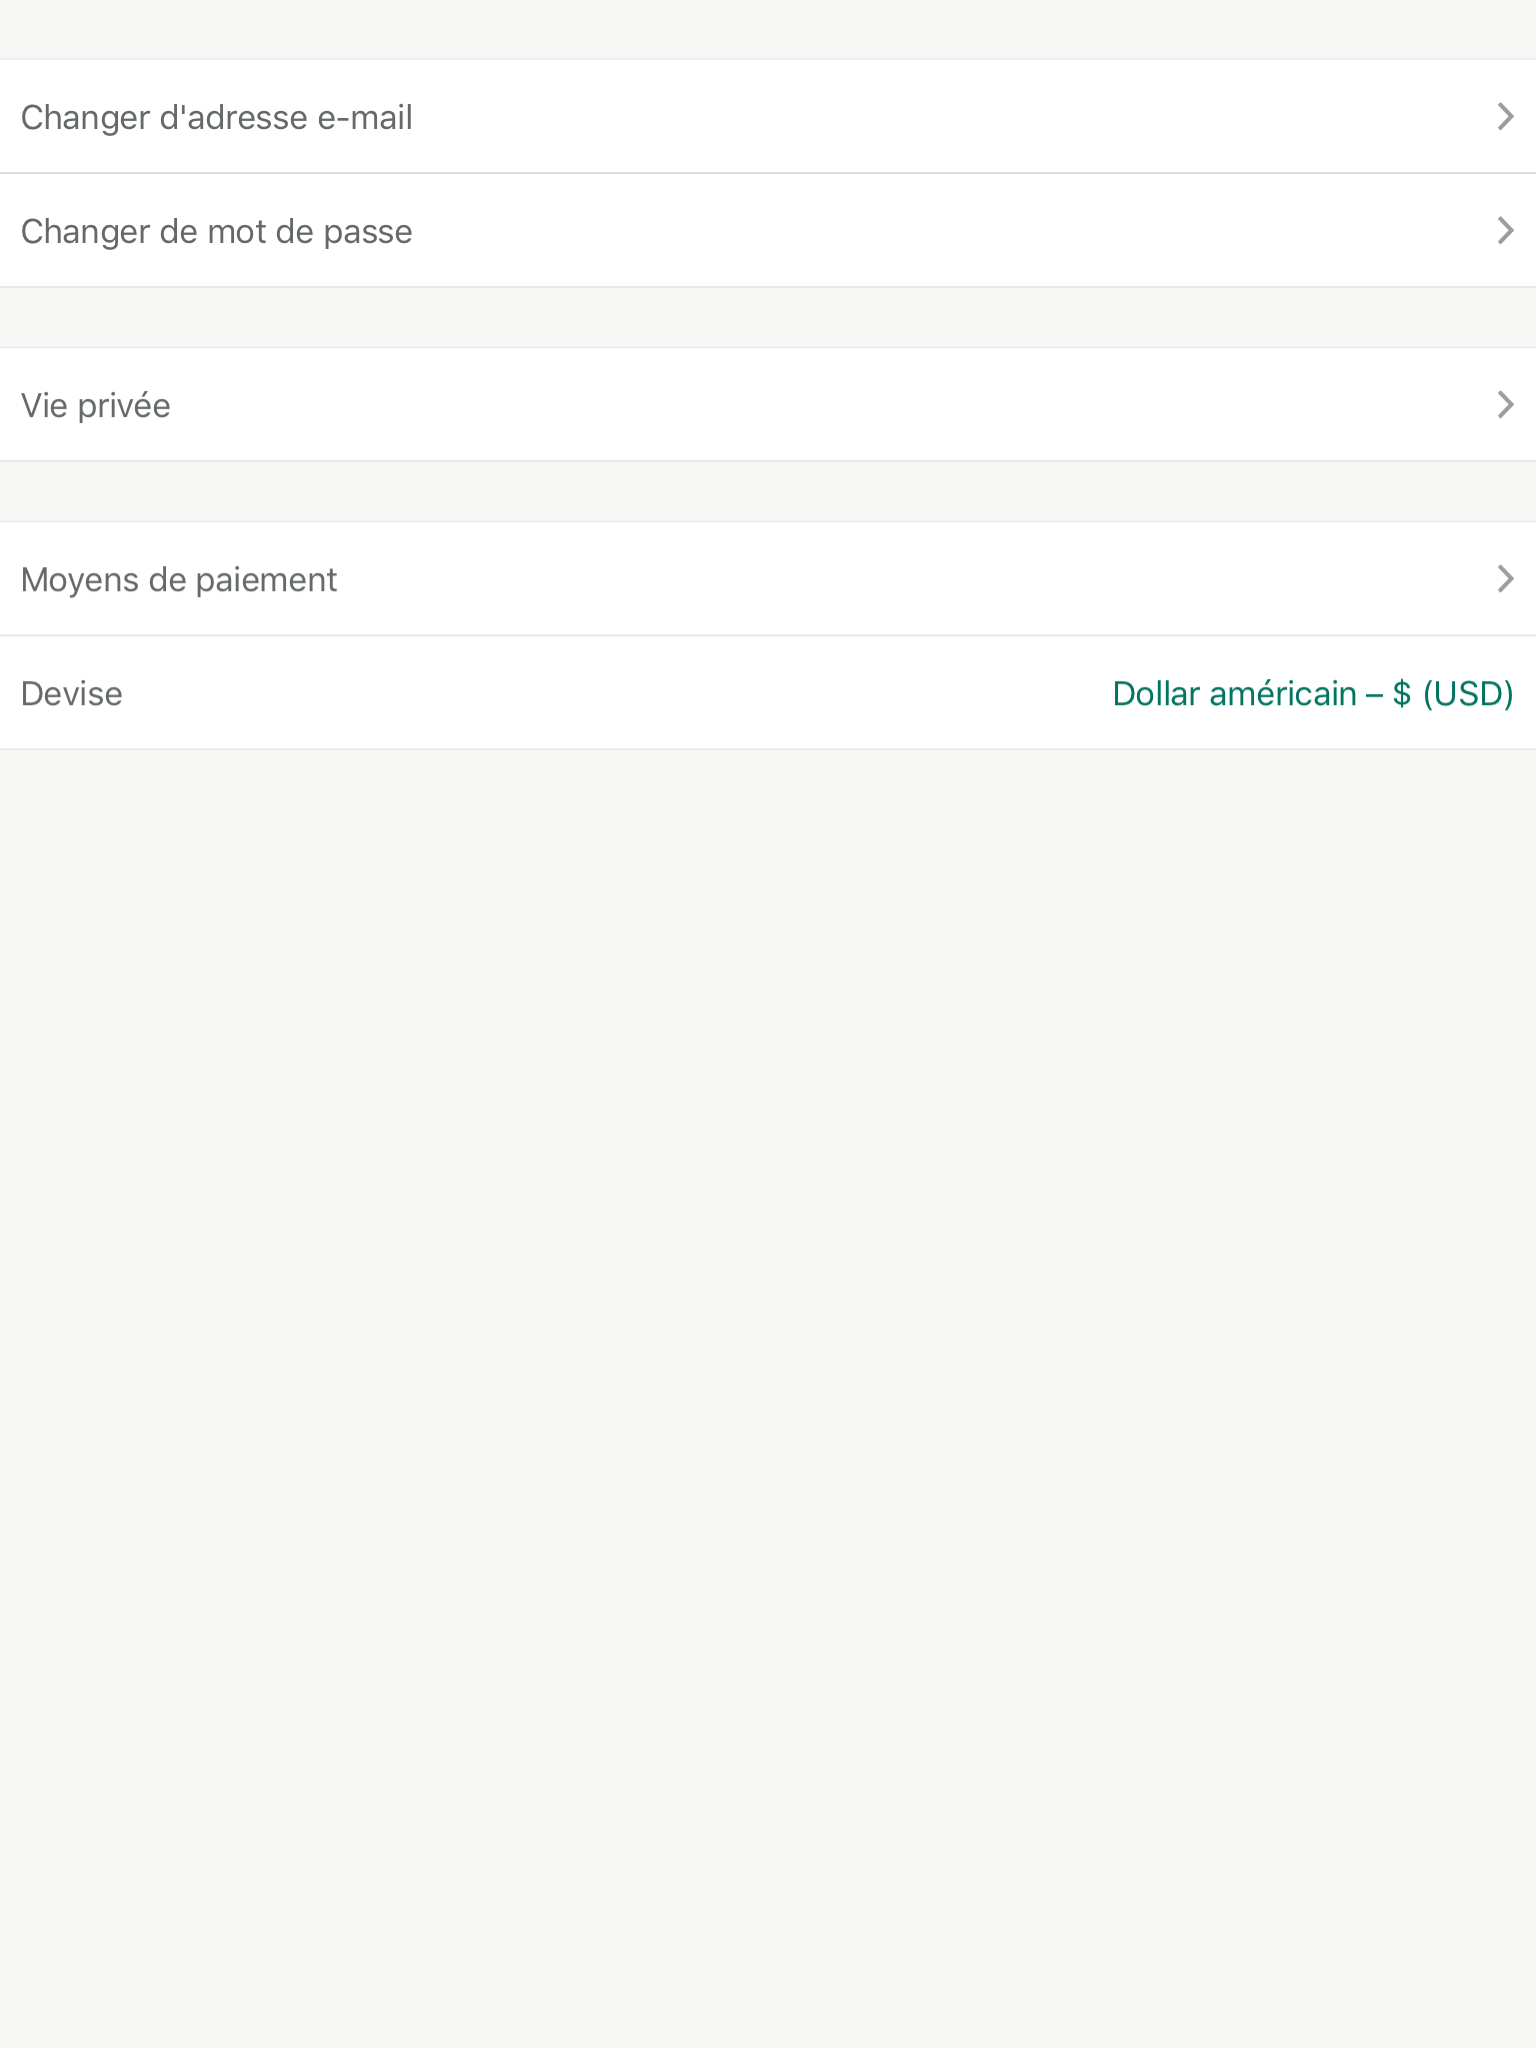 Changer d'adresse e-mail
Changer de mot de passe
Vie privée
Moyens de paiement
Devise Dollar américain – $ (USD)